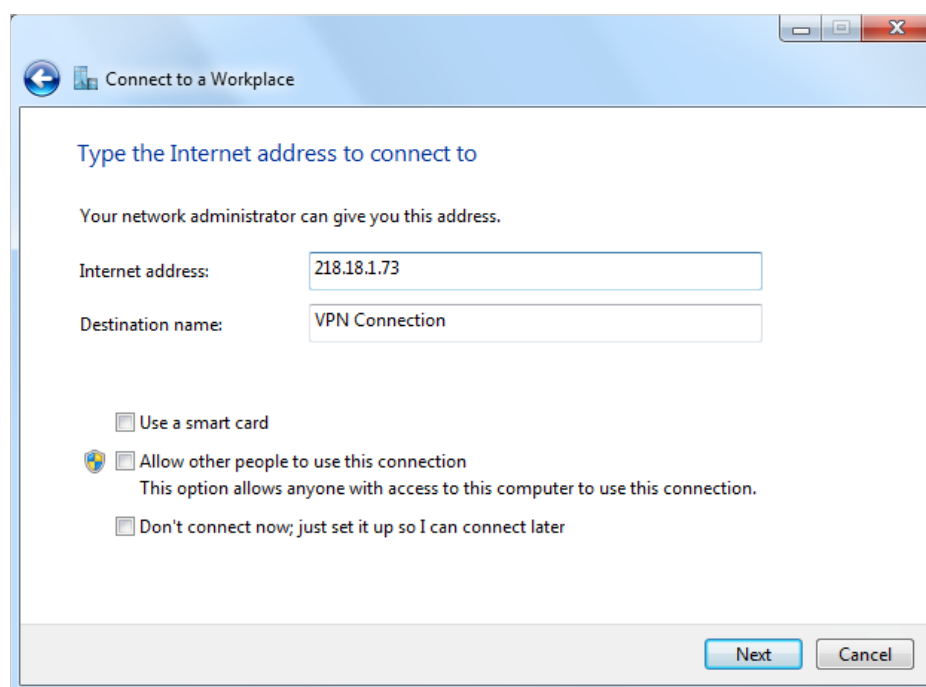 Connect to a Workplace
Type the Internet address to connect to
Your network administrator can give you this address.
Internet address: 218.18.1.73
Destination name: VPN Connection
Use a smart card
Allow other people to use this connection
This option allows anyone with access to this computer to use this connection.
Don't connect now; just set it up so I can connect later
Next Cancel